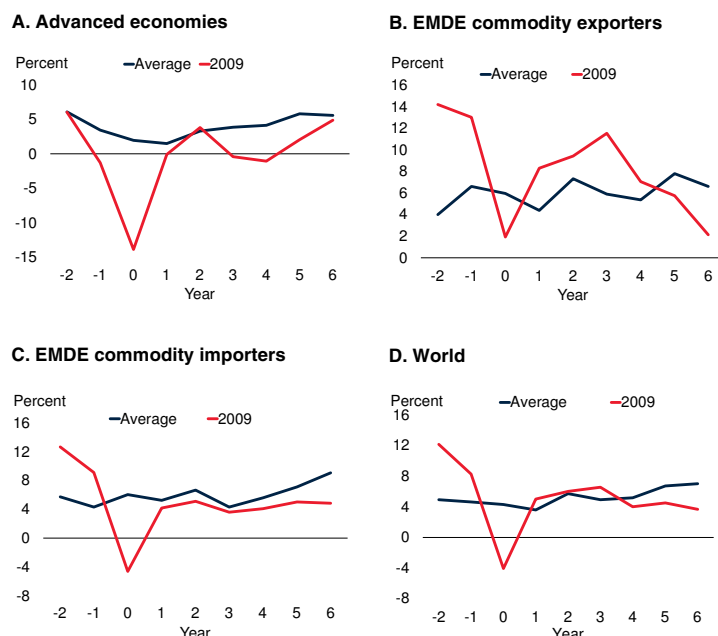 A. Advanced economies
Percent
Average 2009
10
5
0
-5
-10
-15
-2 -1 0 1 2 3 4 5 6
Year
B. EMDE commodity exporters
Percent
Average 2009
16
14
12
10
8
6
4
2
0
-2 -1 0 1 2 3 4 5 6
Year
C. EMDE commodity importers
Percent
Average 2009
16
12
8
4
0
-4
-8
-2 -1 0 1 2 3 4 5 6
Year
D. World
Percent
Average 2009
16
12
8
4
0
-4
-8
-2 -1 0 1 2 3 4 5 6
Year